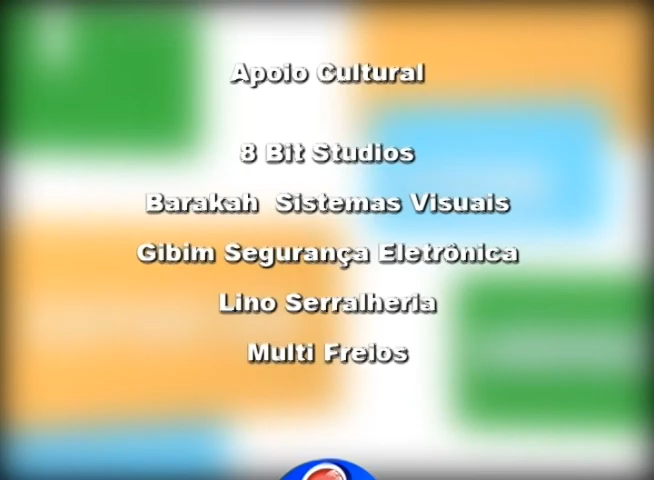 Apoio Cultural
8 Bit Studios
Barakah Sistemas Visuais
Gibim Segurança Eletrônica
Lino Serralheria
Multi Freios